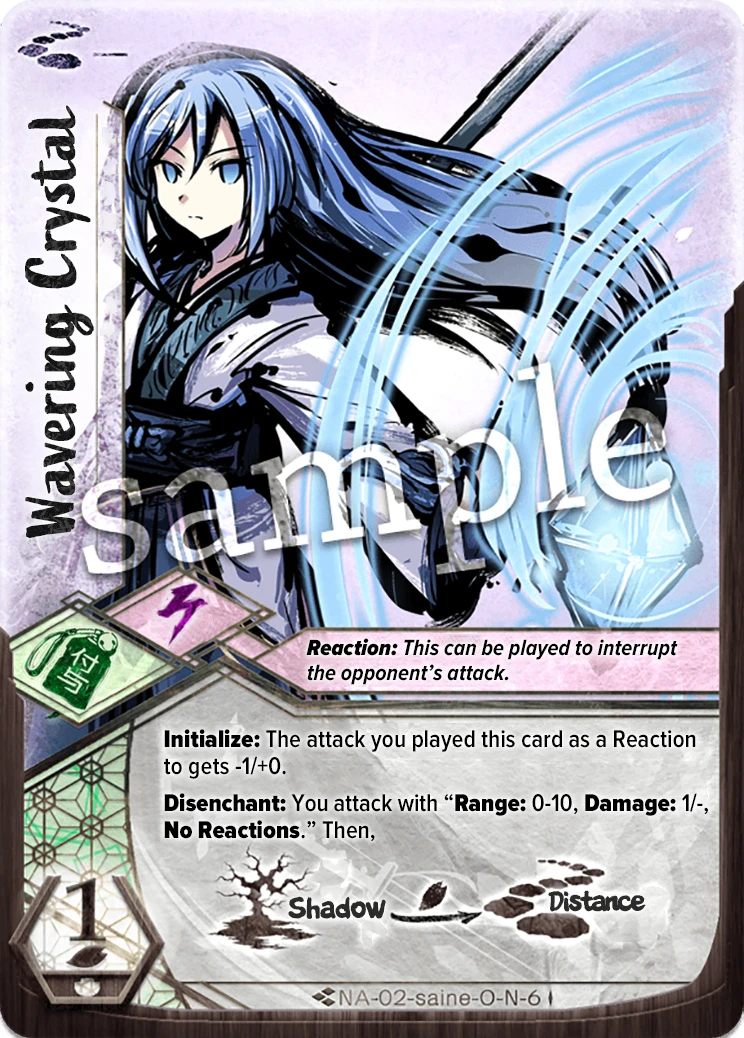 Wavering Crystal
sample
付与
Reaction: This can be played to interrupt
the opponent's attack.
Initialize: The attack you played this card as a Reaction
to gets -1/+0.
Disenchant: You attack with “Range: 0-10, Damage: 1/-,
No Reactions.” Then,
Shadow
Distance
1
NA-02-saine-O-N-6